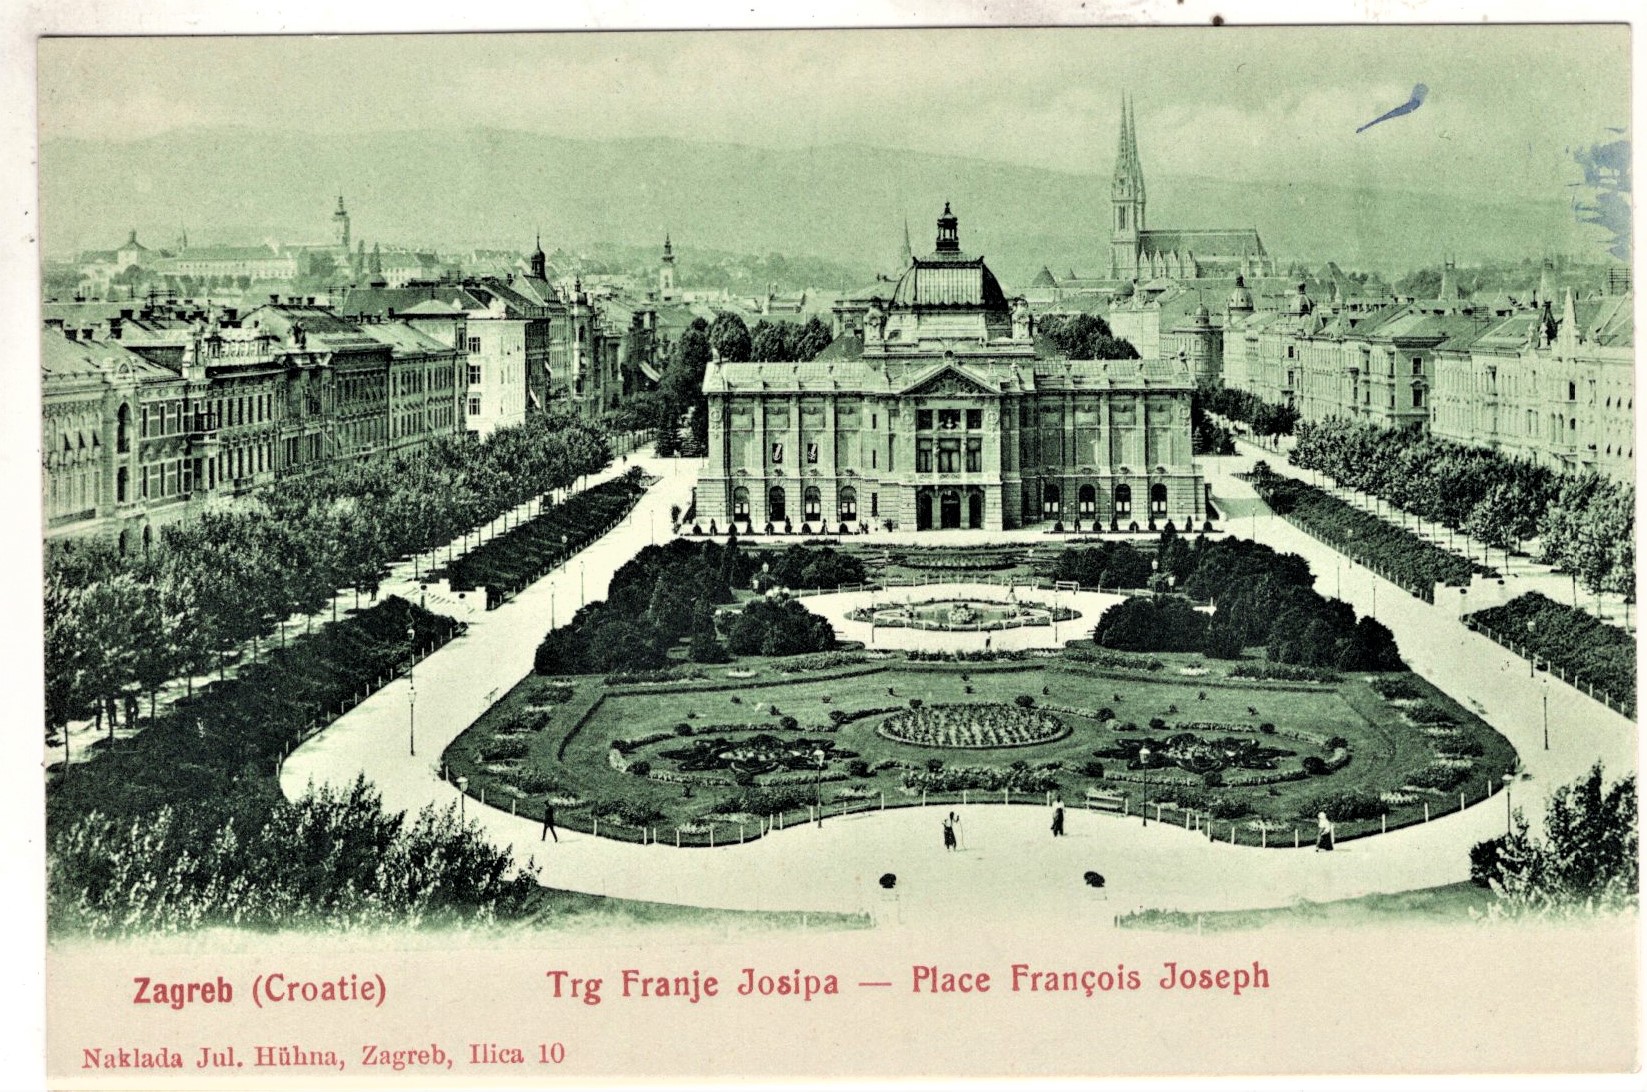 Zagreb (Croatie)
Trg Franje Josipa — Place François Joseph
Naklada Jul. Hühna, Zagreb, Ilica 10